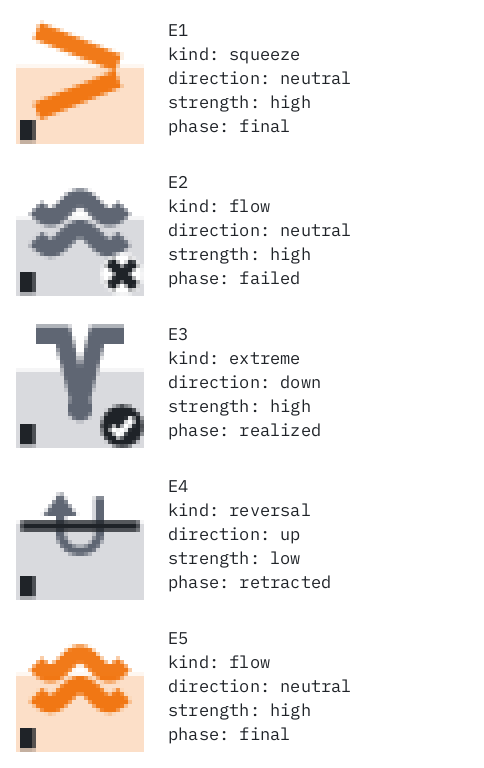 E1
kind: squeeze
direction: neutral
strength: high
phase: final
E2
kind: flow
direction: neutral
strength: high
phase: failed
E3
kind: extreme
direction: down
strength: high
phase: realized
E4
kind: reversal
direction: up
strength: low
phase: retracted
E5
kind: flow
direction: neutral
strength: high
phase: final